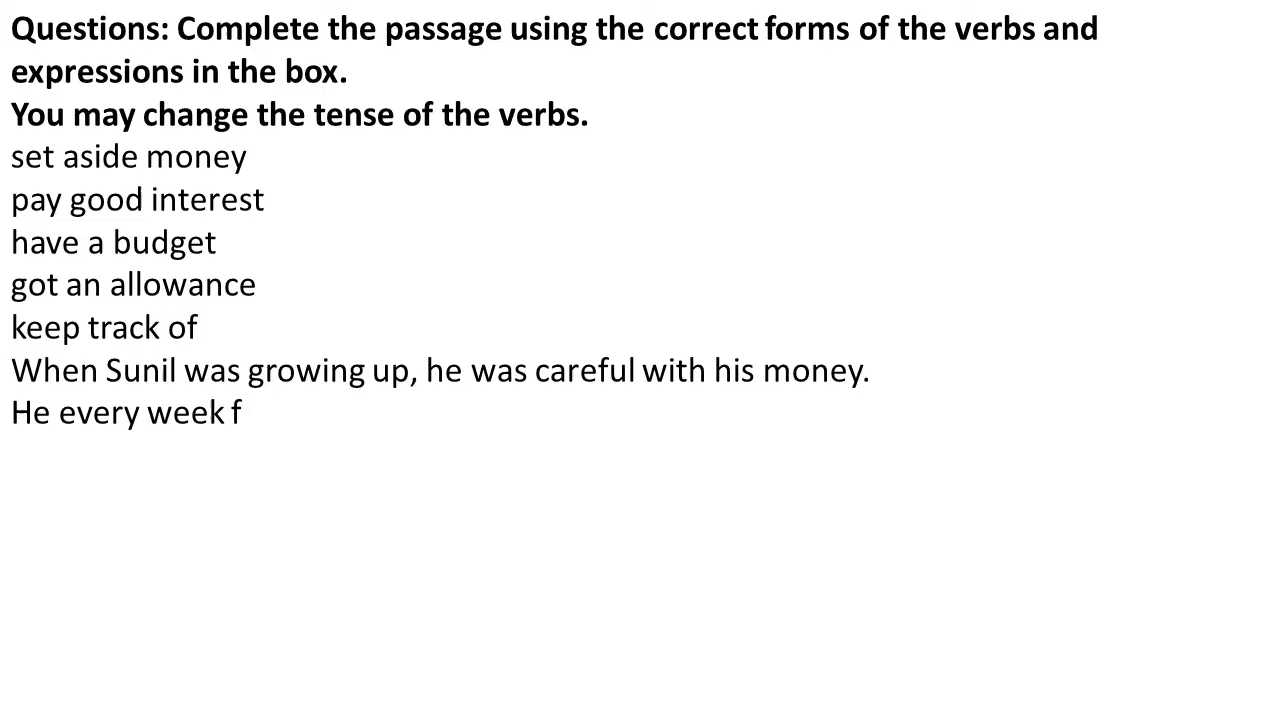 Questions: Complete the passage using the correct forms of the verbs and
expressions in the box.
You may change the tense of the verbs.
set aside money
pay good interest
have a budget
got an allowance
keep track of
When Sunil was growing up, he was careful with his money.
He every week f